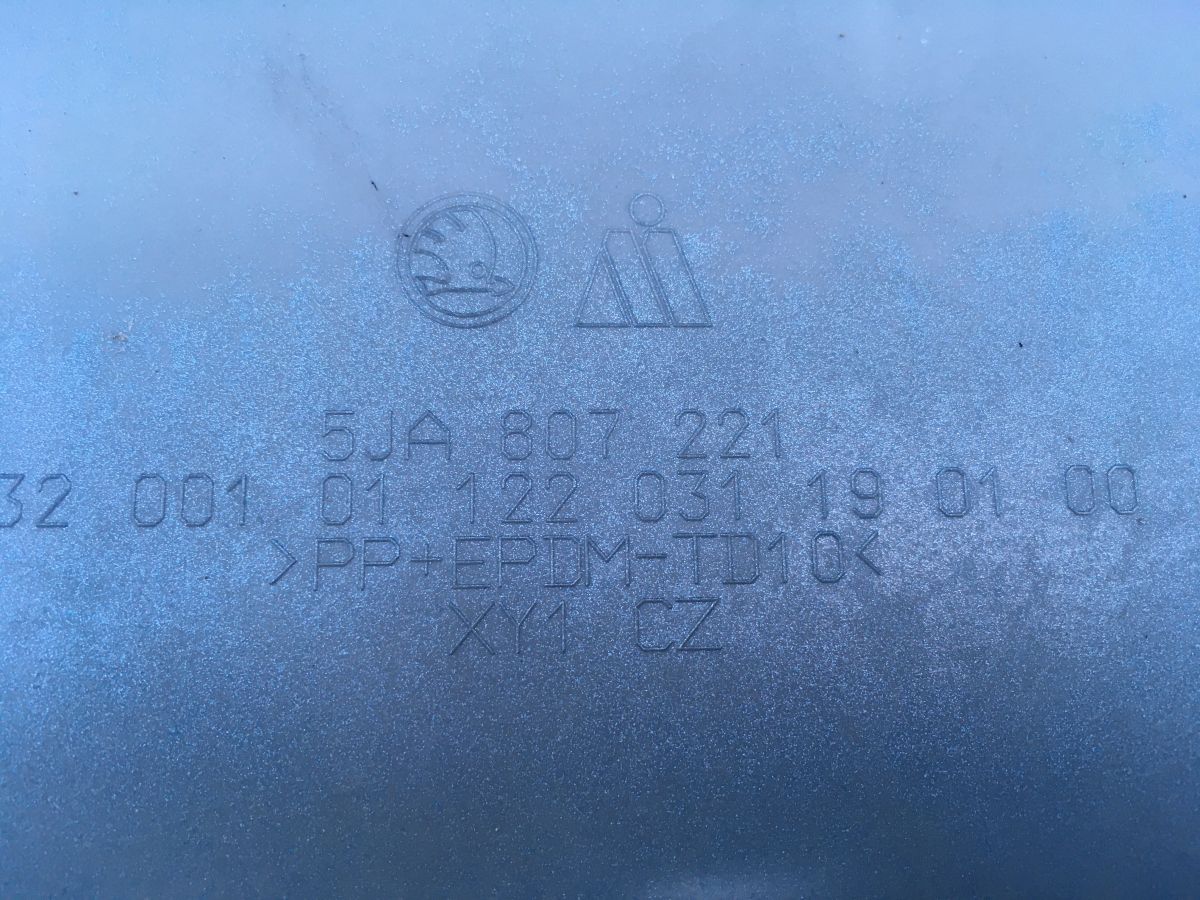 5JA 807 221
32 001 01 122 031 19 01 00
>PP+EPDM-TD10<
XY1 CZ